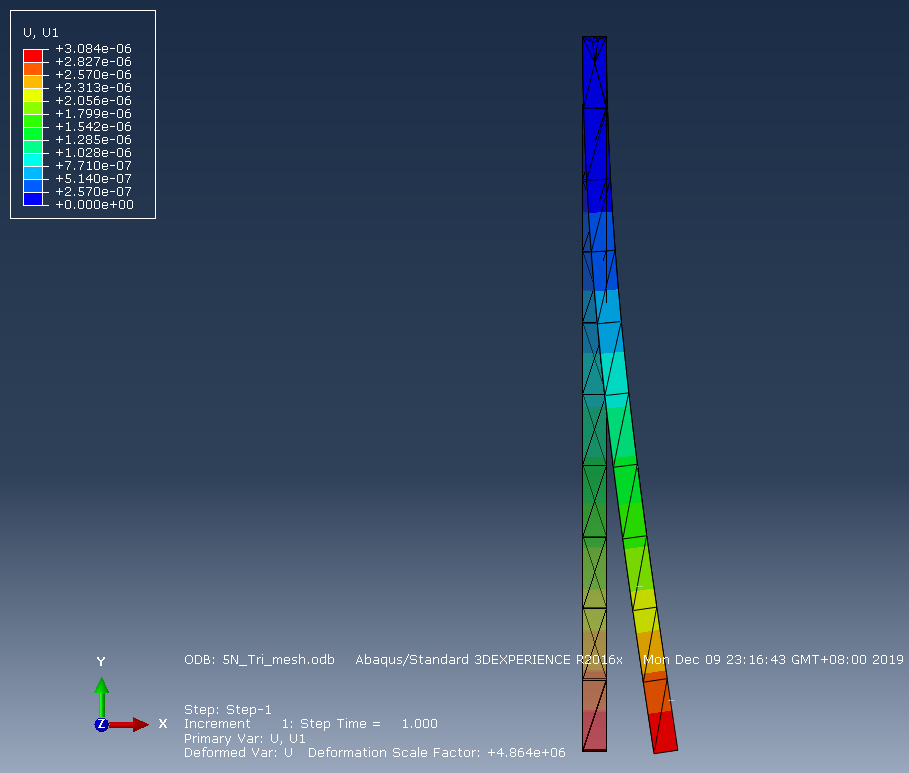 U, U1
+3.084e-06
+2.827e-06
+2.570e-06
+2.313e-06
+2.056e-06
+1.799e-06
+1.542e-06
+1.285e-06
+1.028e-06
+7.710e-07
+5.140e-07
+2.570e-07
+0.000e+00
Y
Z X
ODB: 5N_Tri_mesh.odb Abaqus/Standard 3DEXPERIENCE R2016x Mon Dec 09 23:16:43 GMT+08:00 2019
Step: Step-1
Increment 1: Step Time = 1.000
Primary Var: U, U1
Deformed Var: U Deformation Scale Factor: +4.864e+06